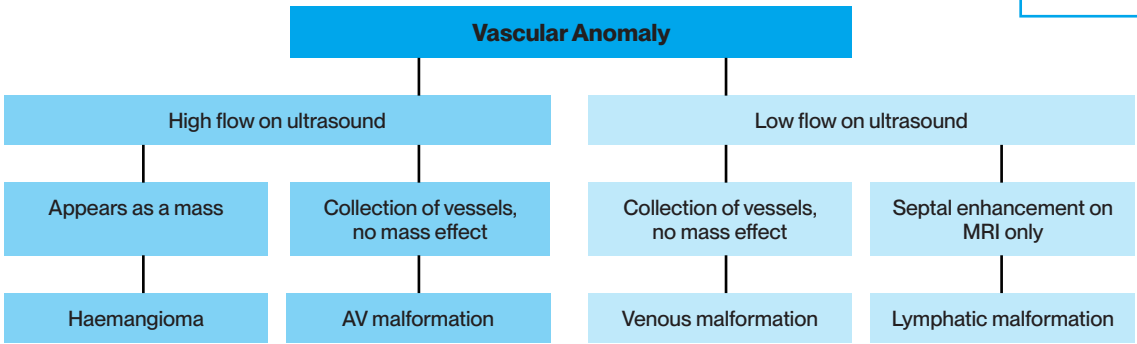 Vascular Anomaly
High flow on ultrasound
Low flow on ultrasound
Appears as a mass
Collection of vessels,
no mass effect
Collection of vessels,
no mass effect
Septal enhancement on
MRI only
Haemangioma
AV malformation
Venous malformation
Lymphatic malformation